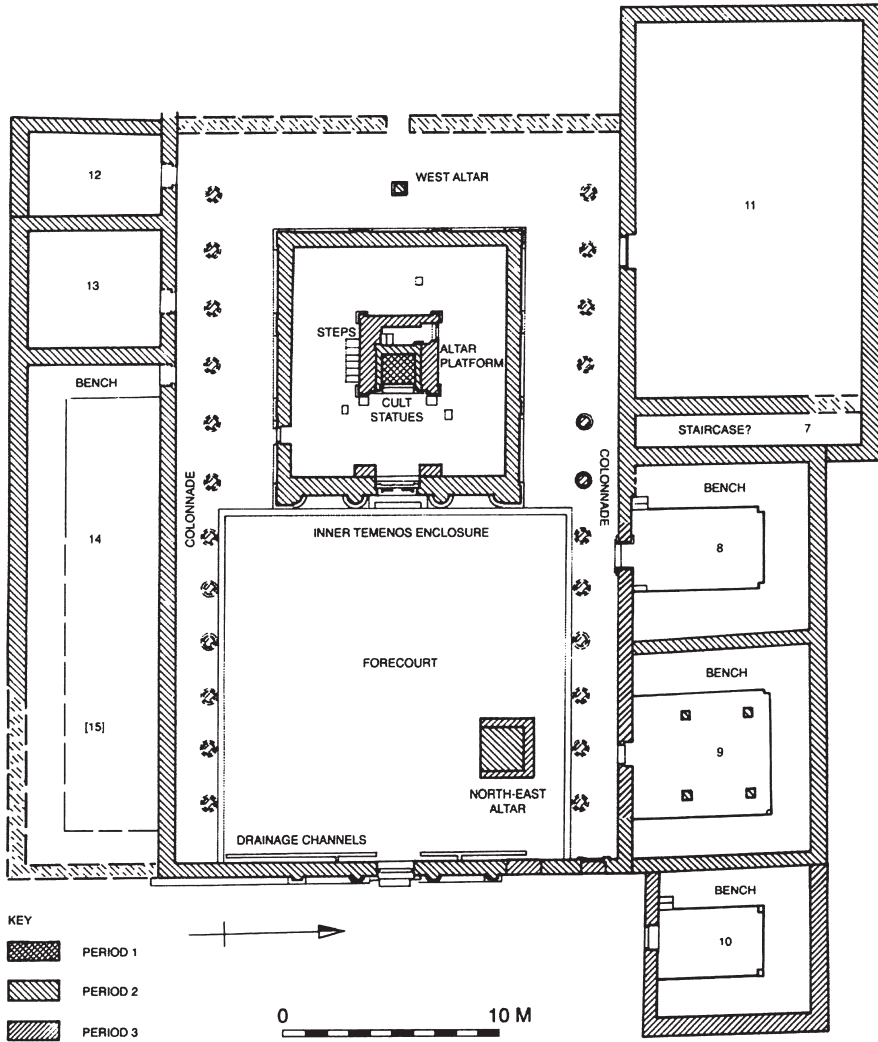 12
WEST ALTAR
11
13
STEPS
ALTAR
PLATFORM
BENCH
CULT
STATUES
STAIRCASE?
7
COLONNADE
COLONNADE
BENCH
INNER TEMENOS ENCLOSURE
14
8
FORECOURT
BENCH
[15]
9
NORTH-EAST
ALTAR
DRAINAGE CHANNELS
BENCH
10
KEY
PERIOD 1
PERIOD 2
PERIOD 3
0
10 M